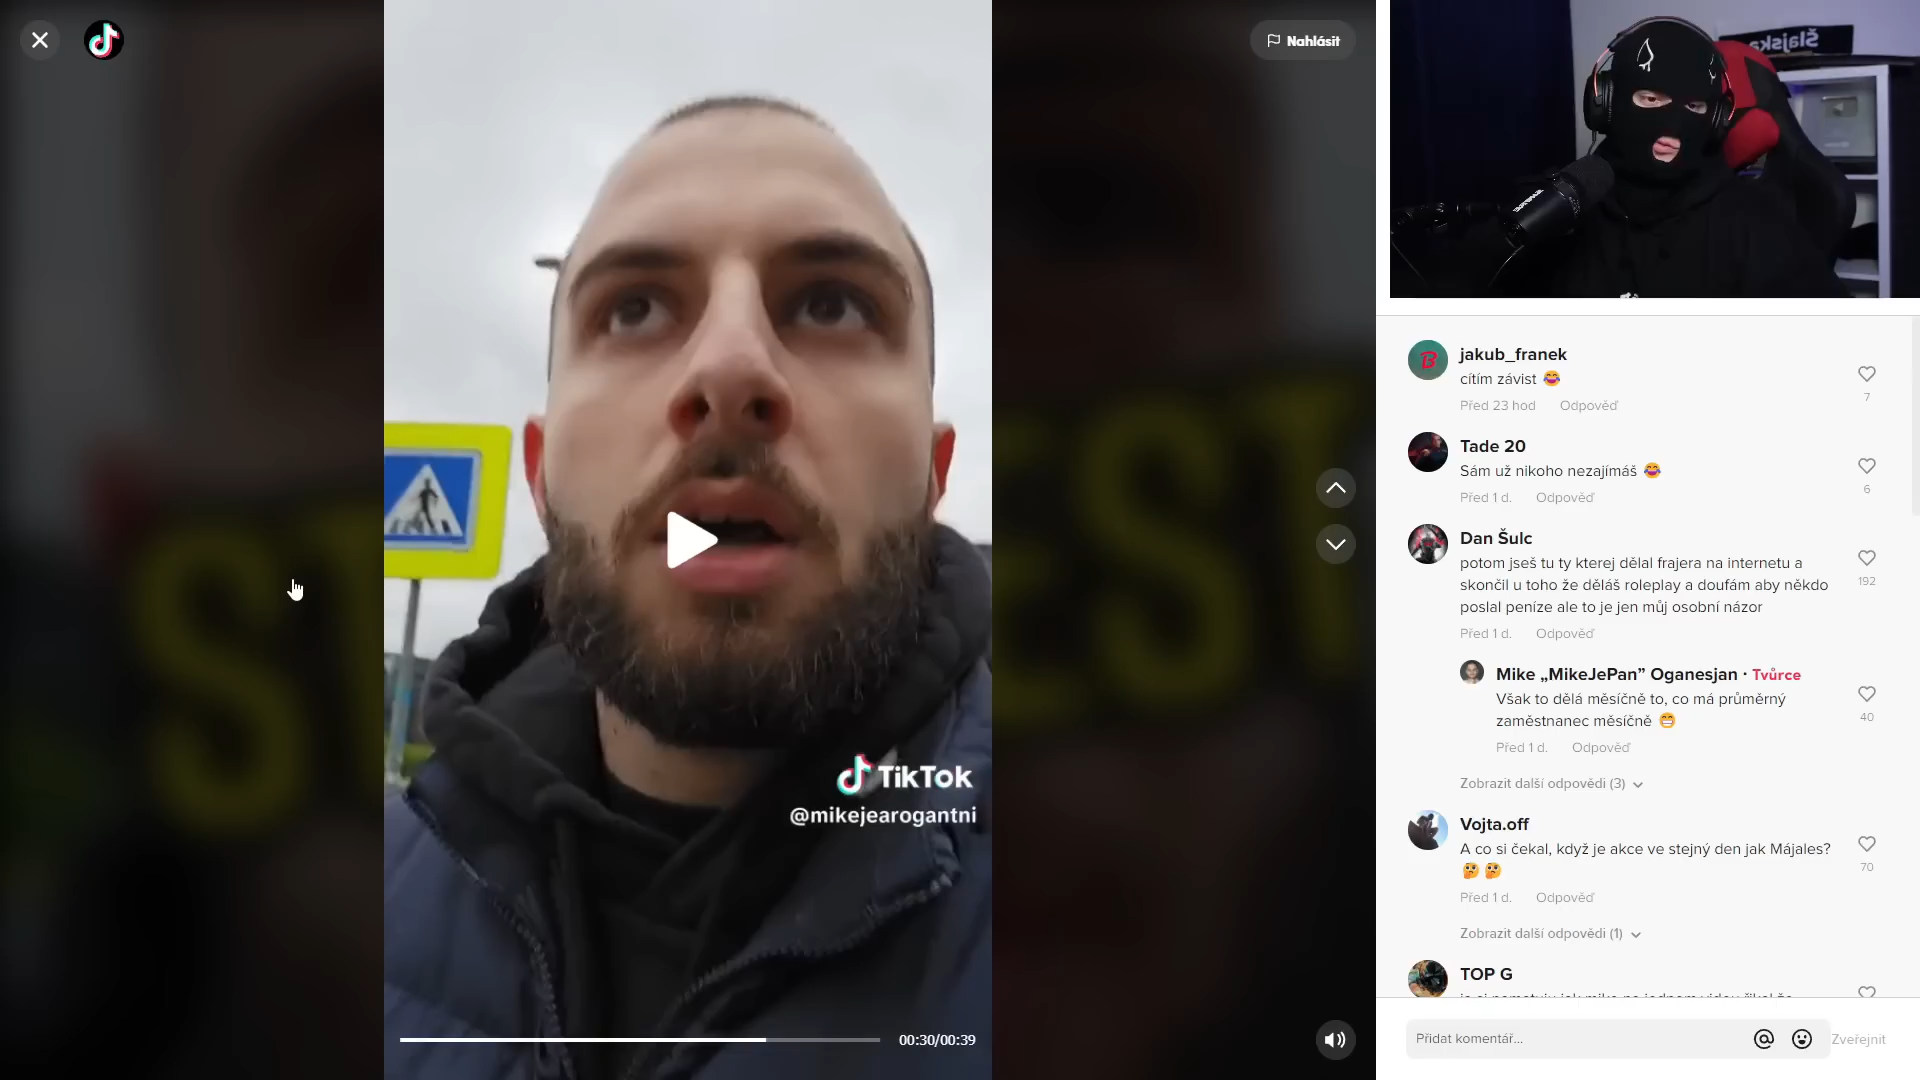 Nahlásit
TikTok
@mikejearogantni
00:30/00:39
jakub_franek
cítím závist 😂
7
Před 23 hod Odpověď
Tade 20
Sám už nikoho nezajímáš 😂
6
Před 1 d. Odpověď
Dan Šulc
potom jseš tu ty kterej dělal frajera na internetu a
skončil u toho že děláš roleplay a doufám aby někdo
poslal peníze ale to je jen můj osobní názor
192
Před 1 d. Odpověď
Mike „MikeJePan” Oganesjan · Tvůrce
Však to dělá měsíčně to, co má průměrný
zaměstnanec měsíčně 😁
40
Před 1 d. Odpověď
Zobrazit další odpovědi (3)
Vojta.off
A co si čekal, když je akce ve stejný den jak Májales?
🤔🤔
70
Před 1 d. Odpověď
Zobrazit další odpovědi (1)
TOP G
Přidat komentář...
Zveřejnit